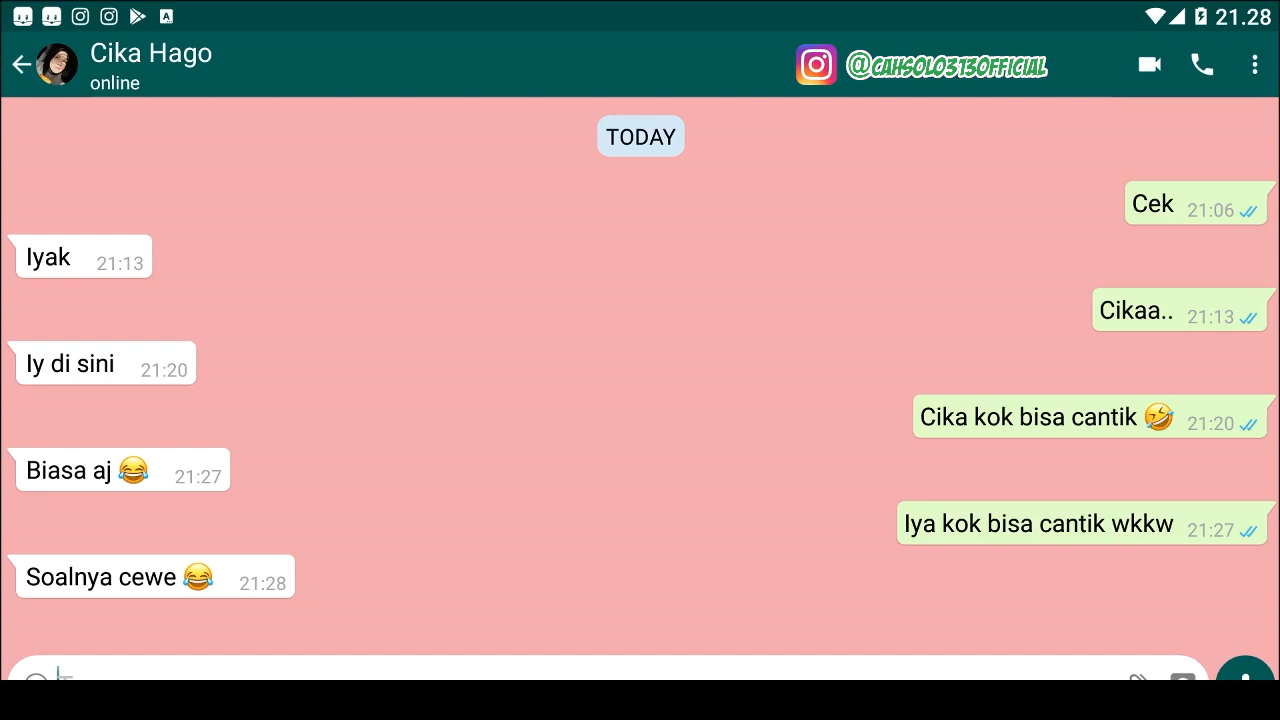 21.28
Cika Hago
online
@CAHSOLO313OFFICIAL
TODAY
Cek 21:06
Iyak 21:13
Cikaa.. 21:13
Iy di sini 21:20
Cika kok bisa cantik 🤣 21:20
Biasa aj 😂 21:27
Iya kok bisa cantik wkkw 21:27
Soalnya cewe 😂 21:28